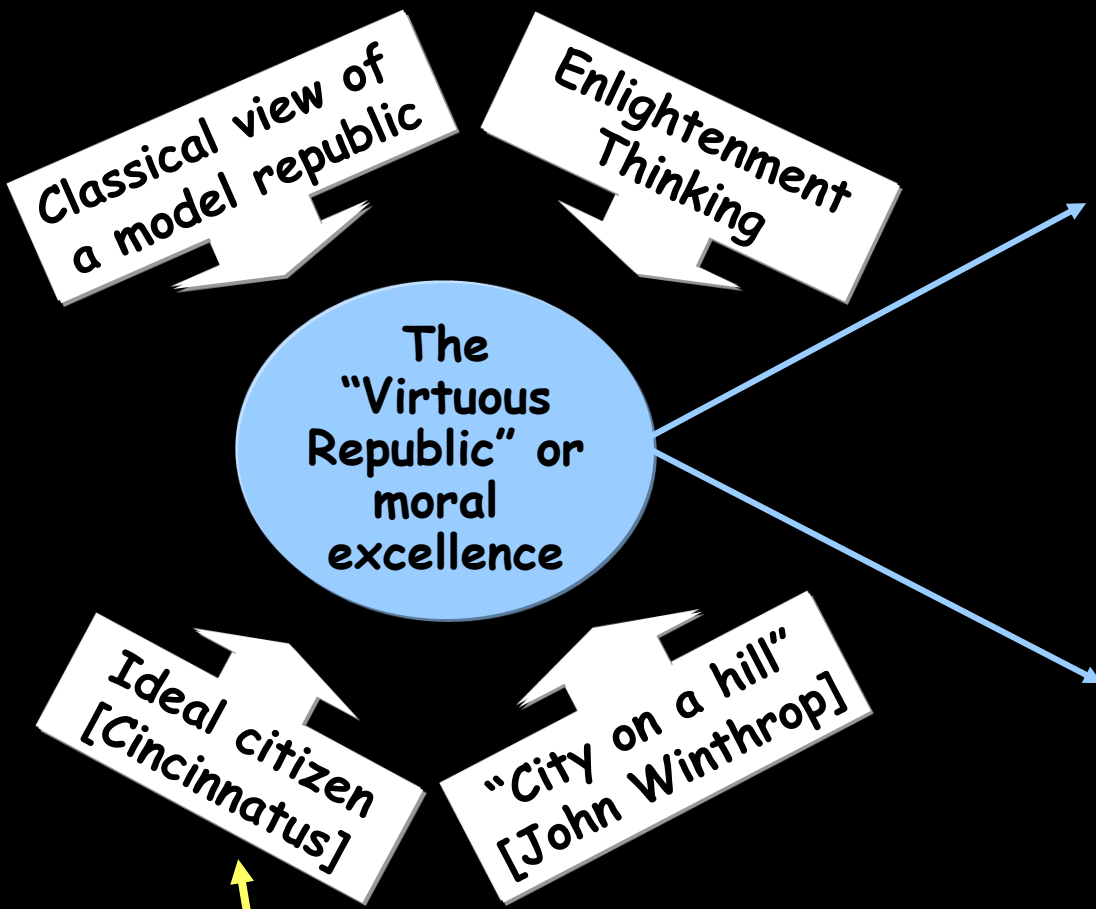 Classical view of
a model republic
Enlightenment
Thinking
The
“Virtuous
Republic” or
moral
excellence
Ideal citizen
[Cincinnatus]
“City on a hill”
[John Winthrop]